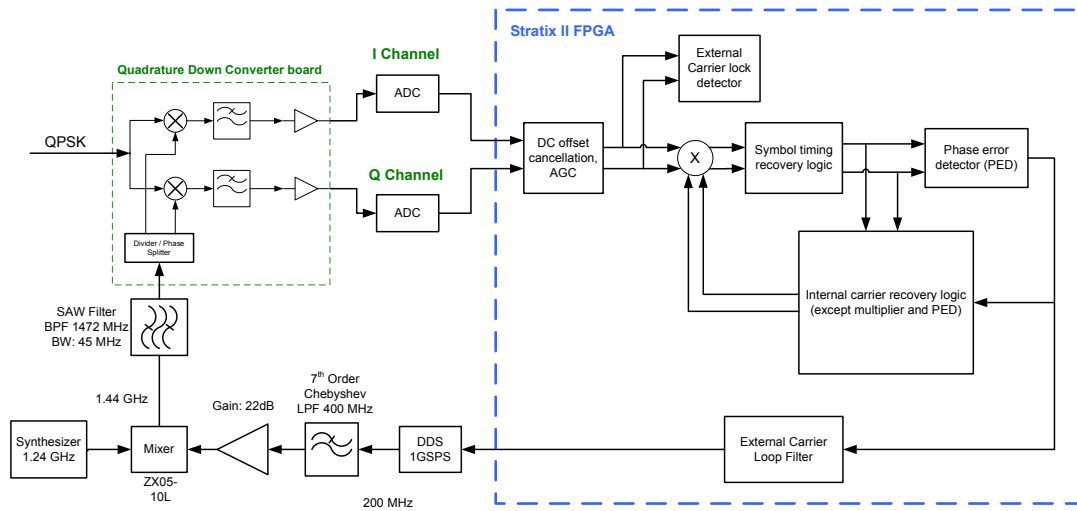 Stratix II FPGA
I Channel
Quadrature Down Converter board
ADC
External
Carrier lock
detector
QPSK
DC offset
cancellation,
AGC
X
Symbol timing
recovery logic
Phase error
detector (PED)
Q Channel
ADC
Divider / Phase
Splitter
Internal carrier recovery logic
(except multiplier and PED)
SAW Filter
BPF 1472 MHz
BW: 45 MHz
1.44 GHz
Gain: 22dB
7th Order
Chebyshev
LPF 400 MHz
Synthesizer
1.24 GHz
Mixer
ZX05-
10L
DDS
1GSPS
External Carrier
Loop Filter
200 MHz